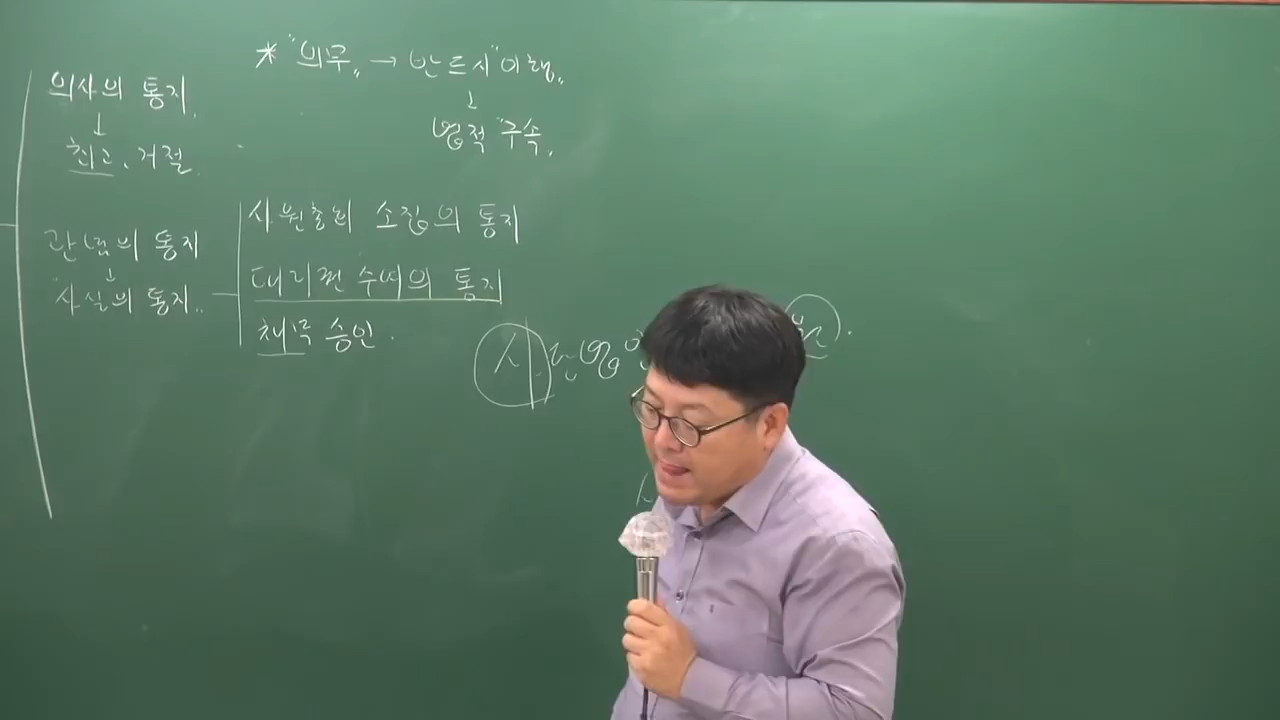 * "의무" → 반드시 "이행"
↓
법적 "구속"
의사의 통지
↓
최고, 거절
관념의 통지
↓
"사실의 통지"
사원총회 소집의 통지
대리권 수여의 통지
채무 승인
시